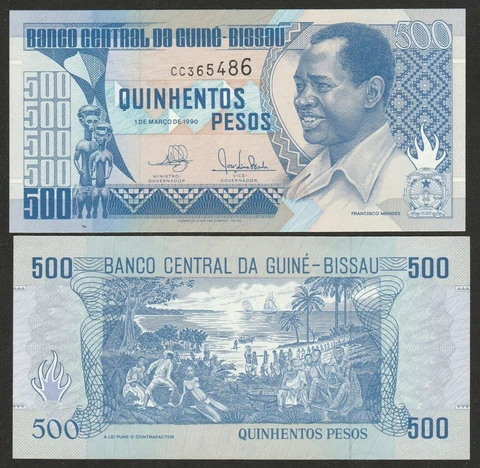 BANCO CENTRAL DA GUINÉ-BISSAU
500
CC365486
500
500
500
500
500
QUINHENTOS
PESOS
1 DE MARÇO DE 1990
MINISTRO
GOVERNADOR
VICE-
GOVERNADOR
FRANCISCO MENDES
500
BANCO CENTRAL DA GUINÉ-BISSAU
500
500
A LEI PUNE O CONTRAFACTOR
QUINHENTOS PESOS
500